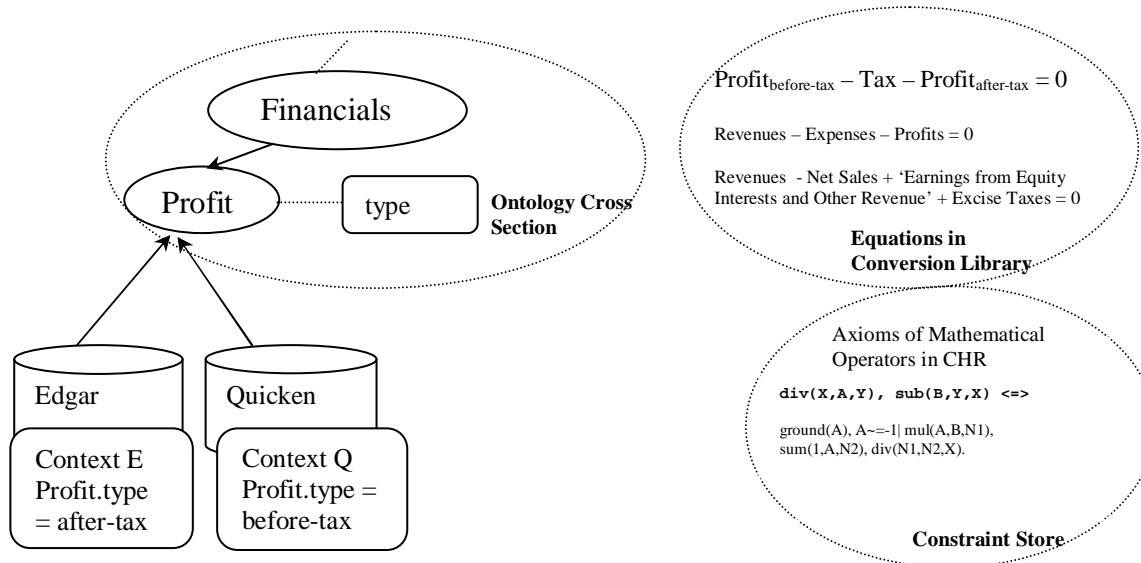 Financials
Profit
type
Ontology Cross
Section
Edgar
Quicken
Context E
Profit.type
= after-tax
Context Q
Profit.type =
before-tax
Profitbefore-tax – Tax – Profitafter-tax = 0
Revenues – Expenses – Profits = 0
Revenues - Net Sales + ‘Earnings from Equity
Interests and Other Revenue’ + Excise Taxes = 0
Equations in
Conversion Library
Axioms of Mathematical
Operators in CHR
div(X,A,Y), sub(B,Y,X) <=>
ground(A), A~=-1| mul(A,B,N1),
sum(1,A,N2), div(N1,N2,X).
Constraint Store